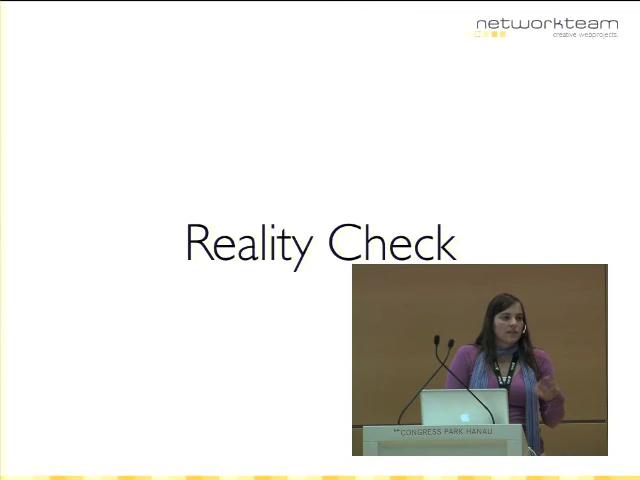 networkteam
creative webprojects.
Reality Check
CONGRESS PARK HANAU